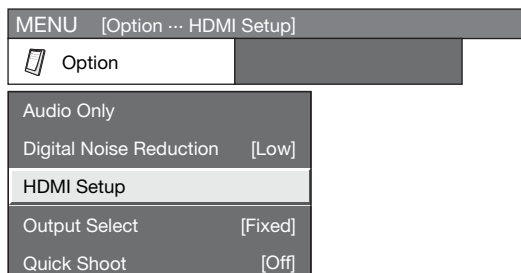 MENU [Option ··· HDMI Setup]
Option
Audio Only
Digital Noise Reduction [Low]
HDMI Setup
Output Select [Fixed]
Quick Shoot [Off]